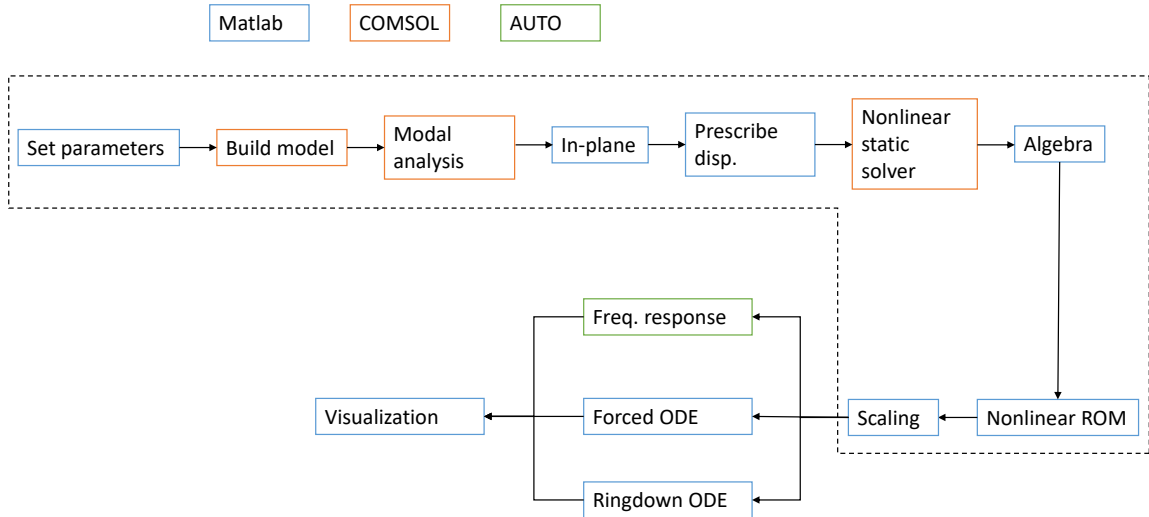 Matlab
COMSOL
AUTO
Set parameters
Build model
Modal
analysis
In-plane
Prescribe
disp.
Nonlinear
static
solver
Algebra
Freq. response
Visualization
Forced ODE
Scaling
Nonlinear ROM
Ringdown ODE